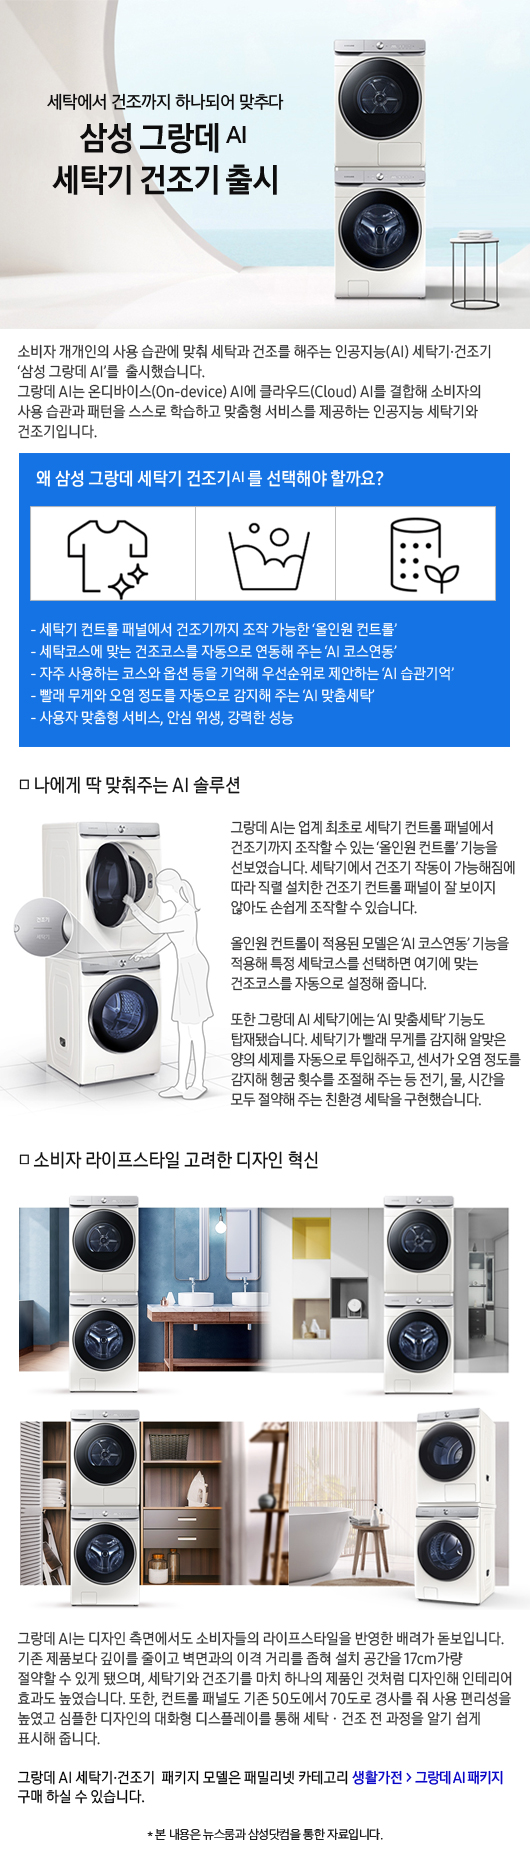 세탁에서 건조까지 하나되어 맞추다
삼성 그랑데 AI
세탁기 건조기 출시
소비자 개개인의 사용 습관에 맞춰 세탁과 건조를 해주는 인공지능(AI) 세탁기·건조기
‘삼성 그랑데 AI’를 출시했습니다.
그랑데 AI는 온디바이스(On-device) AI에 클라우드(Cloud) AI를 결합해 소비자의
사용 습관과 패턴을 스스로 학습하고 맞춤형 서비스를 제공하는 인공지능 세탁기와
건조기입니다.
왜 삼성 그랑데 세탁기 건조기AI 를 선택해야 할까요?
- 세탁기 컨트롤 패널에서 건조기까지 조작 가능한 ‘올인원 컨트롤’
- 세탁코스에 맞는 건조코스를 자동으로 연동해 주는 ‘AI 코스연동’
- 자주 사용하는 코스와 옵션 등을 기억해 우선순위로 제안하는 ‘AI 습관기억’
- 빨래 무게와 오염 정도를 자동으로 감지해 주는 ‘AI 맞춤세탁’
- 사용자 맞춤형 서비스, 안심 위생, 강력한 성능
□ 나에게 딱 맞춰주는 AI 솔루션
그랑데 AI는 업계 최초로 세탁기 컨트롤 패널에서
건조기까지 조작할 수 있는 ‘올인원 컨트롤’ 기능을
선보였습니다. 세탁기에서 건조기 작동이 가능해짐에
따라 직렬 설치한 건조기 컨트롤 패널이 잘 보이지
않아도 손쉽게 조작할 수 있습니다.
올인원 컨트롤이 적용된 모델은 ‘AI 코스연동’ 기능을
적용해 특정 세탁코스를 선택하면 여기에 맞는
건조코스를 자동으로 설정해 줍니다.
또한 그랑데 AI 세탁기에는 ‘AI 맞춤세탁’ 기능도
탑재됐습니다. 세탁기가 빨래 무게를 감지해 알맞은
양의 세제를 자동으로 투입해주고, 센서가 오염 정도를
감지해 헹굼 횟수를 조절해 주는 등 전기, 물, 시간을
모두 절약해 주는 친환경 세탁을 구현했습니다.
□ 소비자 라이프스타일 고려한 디자인 혁신
그랑데 AI는 디자인 측면에서도 소비자들의 라이프스타일을 반영한 배려가 돋보입니다.
기존 제품보다 깊이를 줄이고 벽면과의 이격 거리를 좁혀 설치 공간을 17cm가량
절약할 수 있게 됐으며, 세탁기와 건조기를 마치 하나의 제품인 것처럼 디자인해 인테리어
효과도 높였습니다. 또한, 컨트롤 패널도 기존 50도에서 70도로 경사를 줘 사용 편리성을
높였고 심플한 디자인의 대화형 디스플레이를 통해 세탁 · 건조 전 과정을 알기 쉽게
표시해 줍니다.
그랑데 AI 세탁기·건조기 패키지 모델은 패밀리넷 카테고리 생활가전 > 그랑데 AI 패키지
구매 하실 수 있습니다.
* 본 내용은 뉴스룸과 삼성닷컴을 통한 자료입니다.